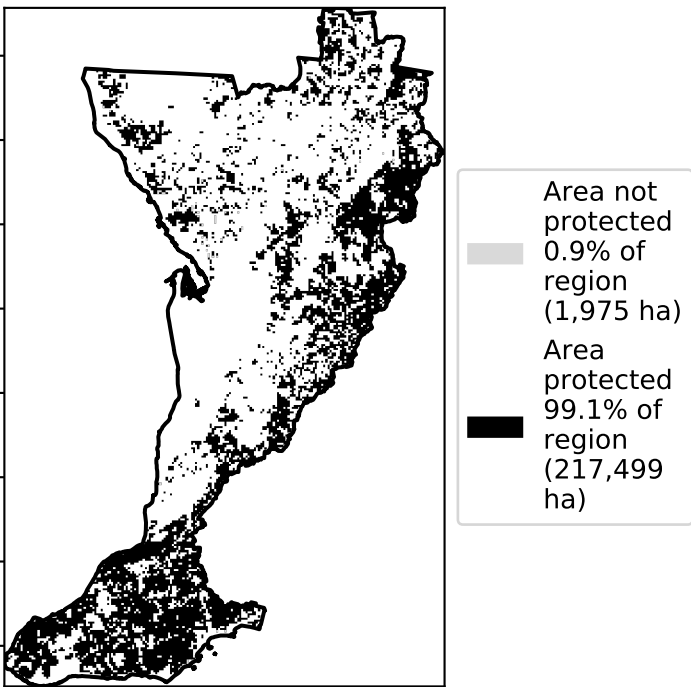 Area not
protected
0.9% of
region
(1,975 ha)
Area
protected
99.1% of
region
(217,499
ha)